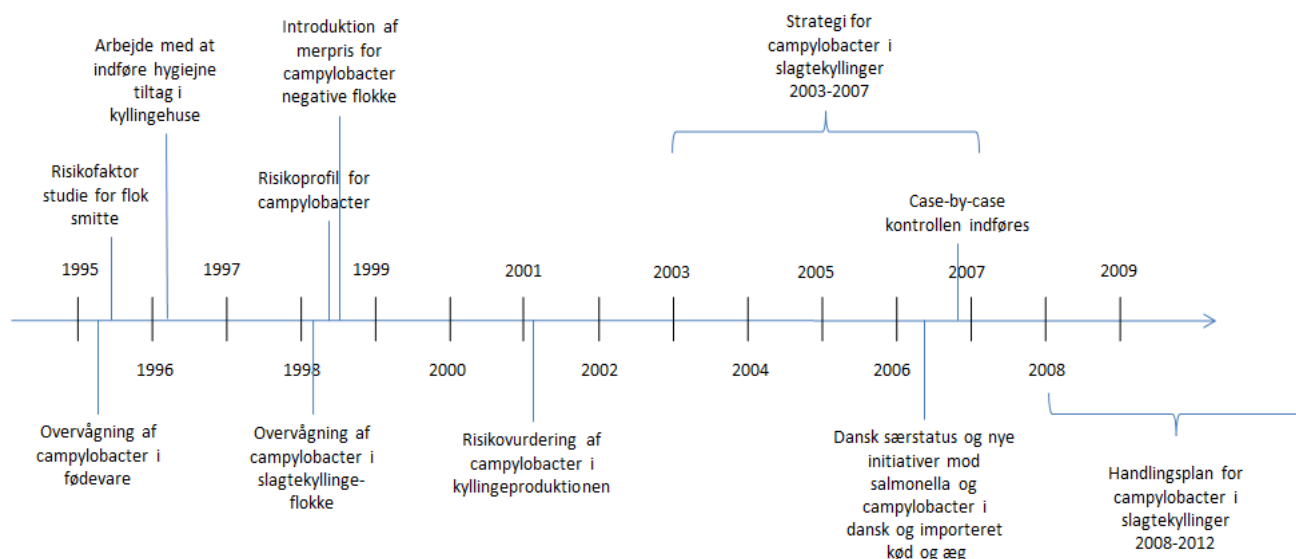 Arbejde med at
indføre hygiejne
tiltag i
kyllingehuse
Introduktion af
merpris for
campylobacter
negative flokke
Strategi for
campylobacter i
slagtekyllinger
2003-2007
Risikofaktor
studie for flok
smitte
Risikoprofil for
campylobacter
Case-by-case
kontrollen indføres
1995
1997
1999
2001
2003
2005
2007
2009
1996
1998
2000
2002
2004
2006
2008
Overvågning af
campylobacter i
fødevare
Overvågning af
campylobacter i
slagtekyllinge-
flokke
Risikovurdering af
campylobacter i
kyllingeproduktionen
Dansk særstatus og nye
initiativer mod
salmonella og
campylobacter i
dansk og importeret
kød og æg
Handlingsplan for
campylobacter i
slagtekyllinger
2008-2012